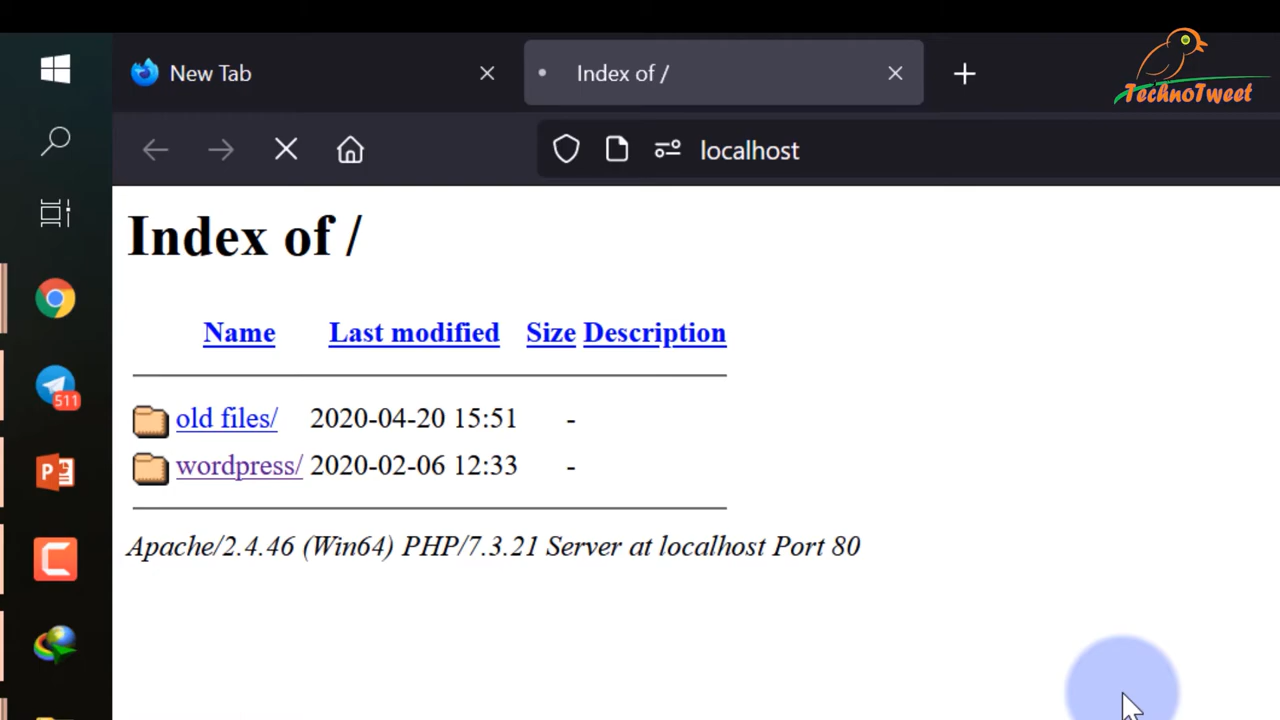 New Tab
Index of /
TechnoTweet
localhost
Index of /
Name Last modified Size Description
old files/ 2020-04-20 15:51 -
wordpress/ 2020-02-06 12:33 -
Apache/2.4.46 (Win64) PHP/7.3.21 Server at localhost Port 80
511
P